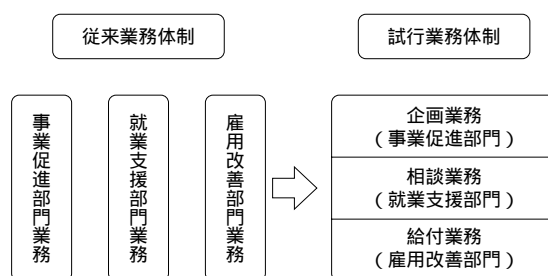 従来業務体制
試行業務体制
事業促進部門業務
就業支援部門業務
雇用改善部門業務
企画業務
（事業促進部門）
相談業務
（就業支援部門）
給付業務
（雇用改善部門）